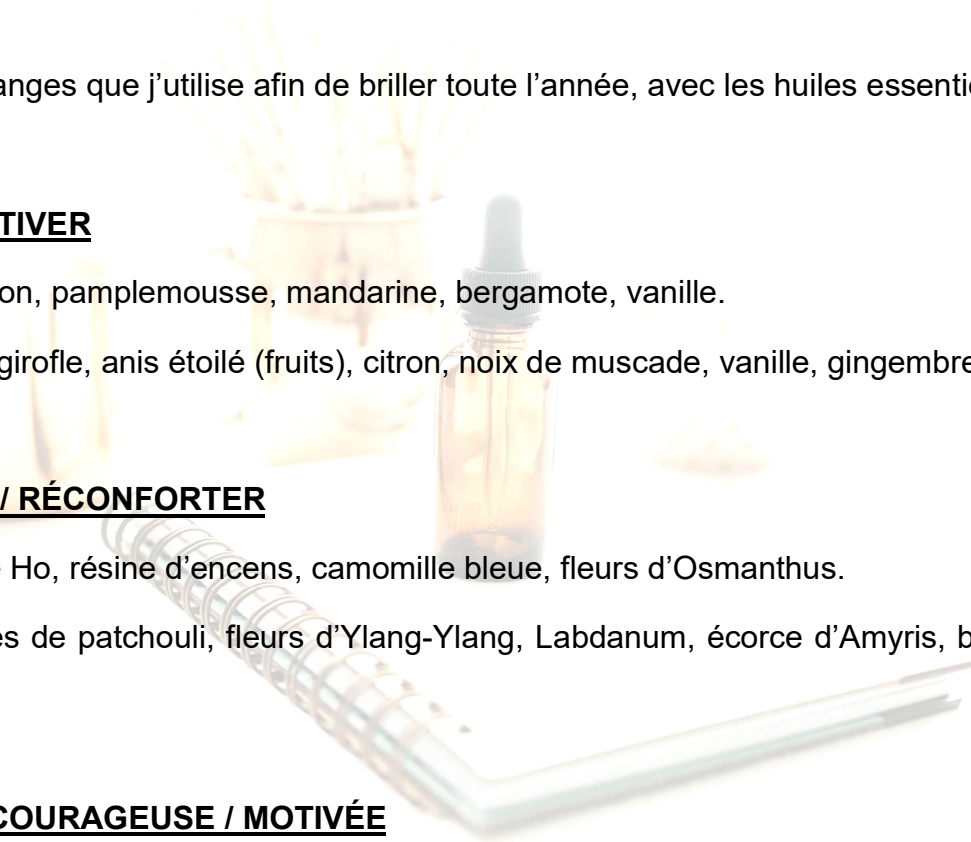 anges que j’utilise afin de briller toute l’année, avec les huiles essenti
TIVER
on, pamplemousse, mandarine, bergamote, vanille.
girofle, anis étoilé (fruits), citron, noix de muscade, vanille, gingembre
/ RÉCONFORTER
Ho, résine d’encens, camomille bleue, fleurs d’Osmanthus.
es de patchouli, fleurs d’Ylang-Ylang, Labdanum, écorce d’Amyris, b
COURAGEUSE / MOTIVÉE